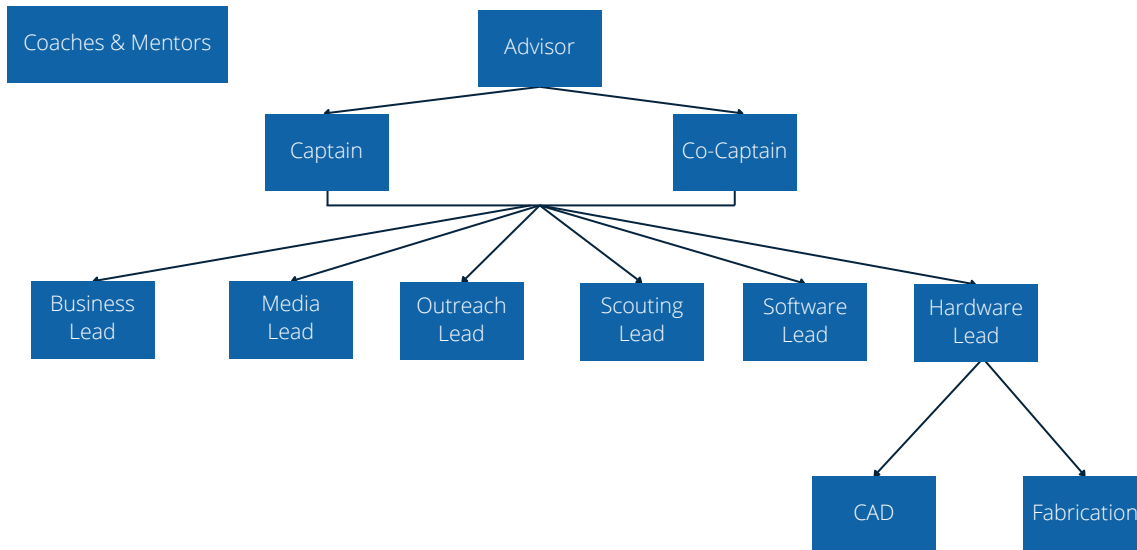 Coaches & Mentors
Advisor
Captain
Co-Captain
Business
Lead
Media
Lead
Outreach
Lead
Scouting
Lead
Software
Lead
Hardware
Lead
CAD
Fabrication